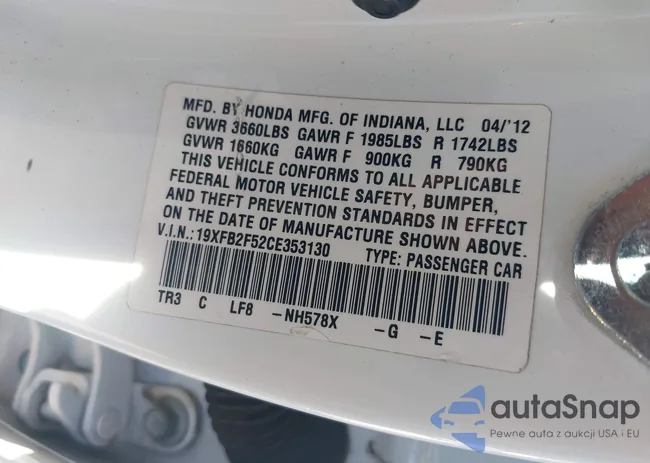 MFD. BY HONDA MFG. OF INDIANA, LLC 04/'12
GVWR 3660LBS GAWR F 1985LBS R 1742LBS
GVWR 1660KG GAWR F 900KG R 790KG
THIS VEHICLE CONFORMS TO ALL APPLICABLE
FEDERAL MOTOR VEHICLE SAFETY, BUMPER,
AND THEFT PREVENTION STANDARDS IN EFFECT
ON THE DATE OF MANUFACTURE SHOWN ABOVE.
V.I.N.:19XFB2F52CE353130 TYPE: PASSENGER CAR
TR3 C LF8 -NH578X -G -E
autaSnap
Pewne auta z aukcji USA i EU